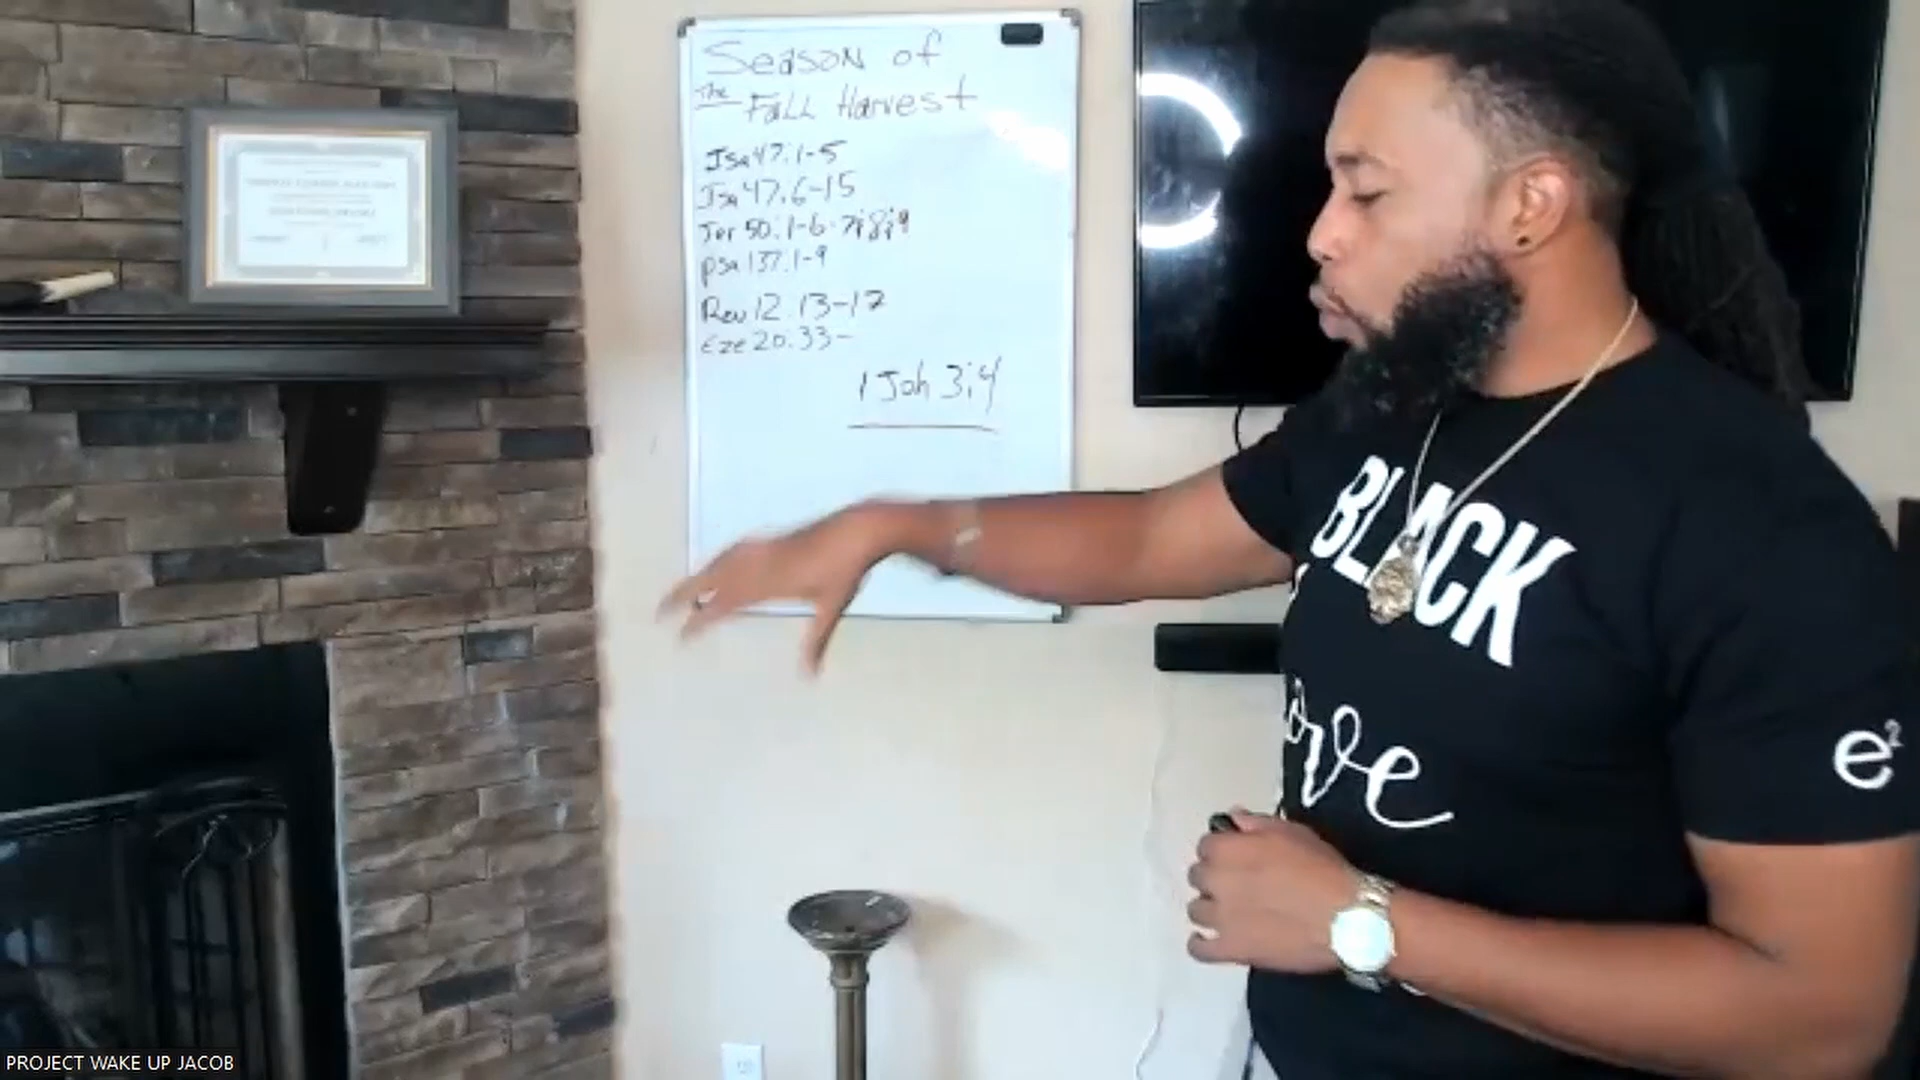 Season of
The Fall Harvest
Isa 47:1-5
Isa 47:6-15
Jer 50:1-6-7;8;9
psa 137:1-9
Rev 12:13-17
Eze 20:33-
1 Joh 3;4
BLACK
e²
PROJECT WAKE UP JACOB